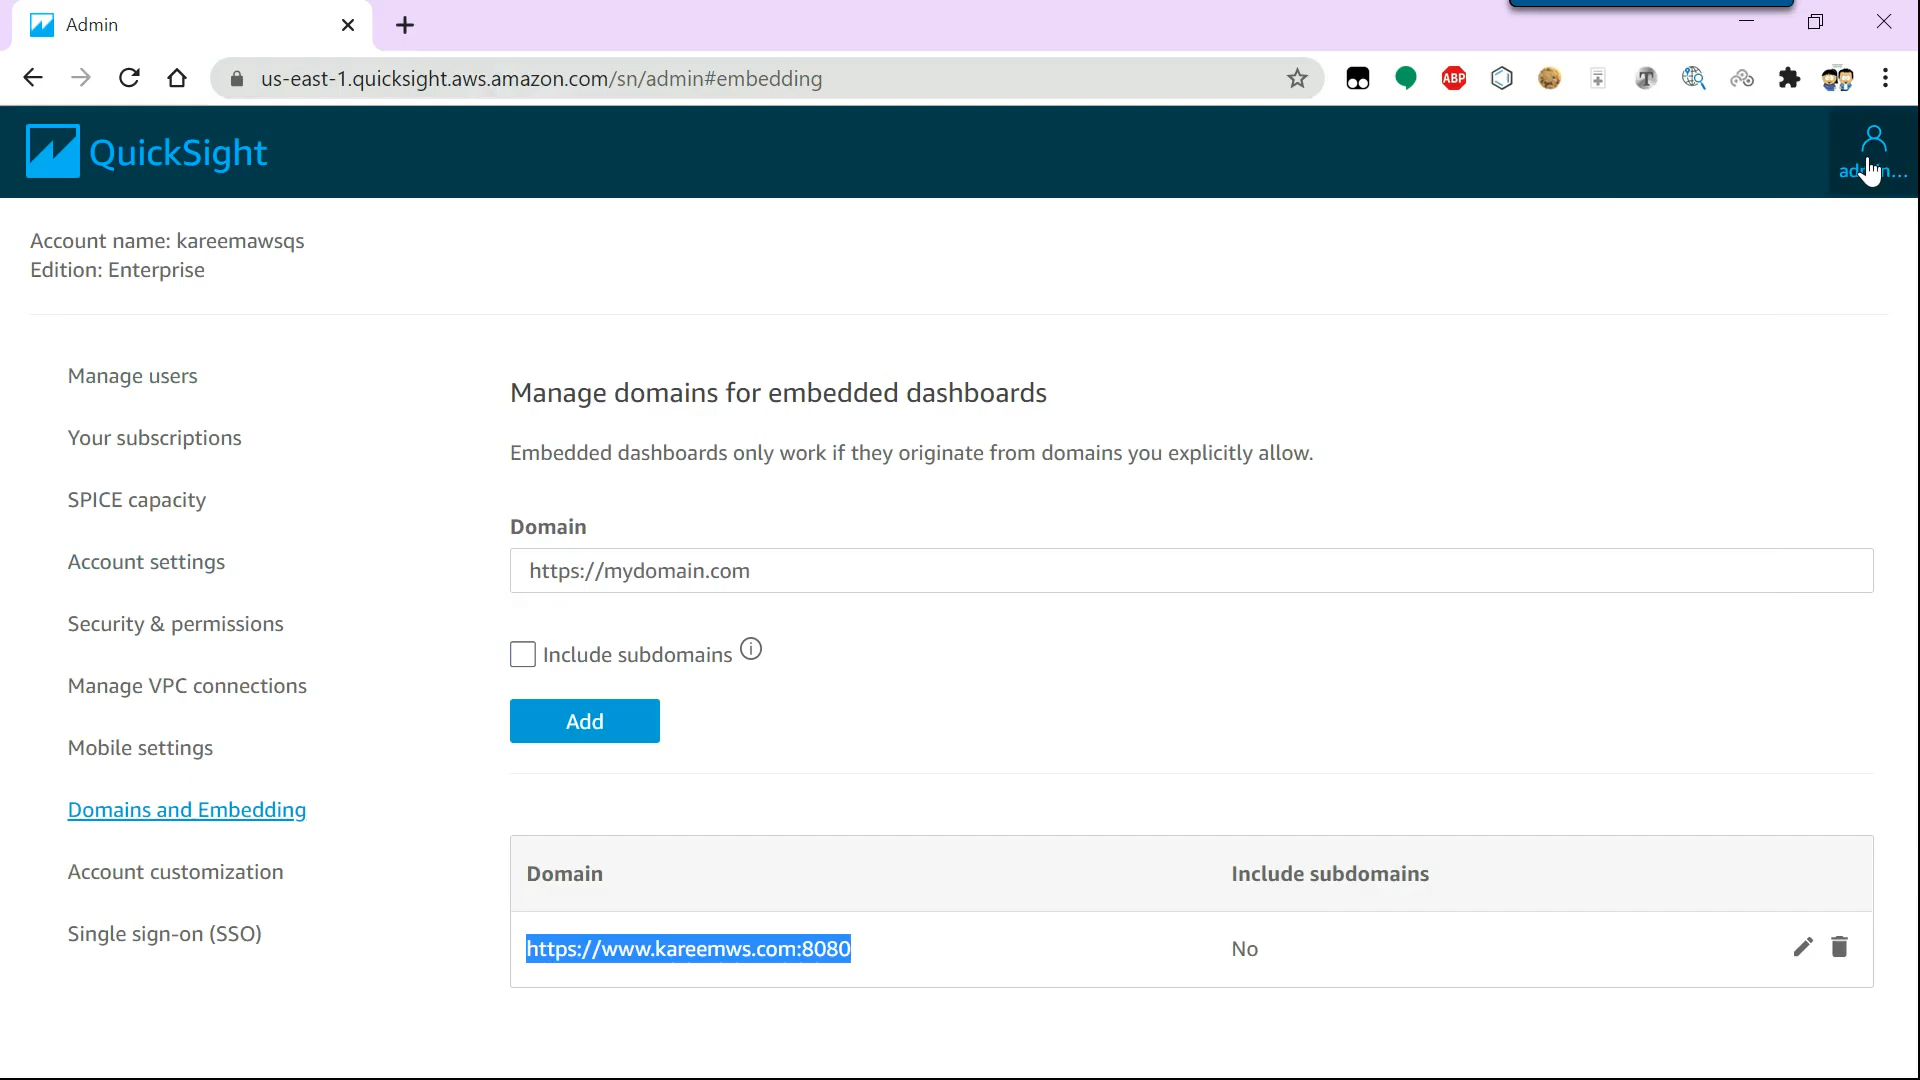 Admin
us-east-1.quicksight.aws.amazon.com/sn/admin#embedding
ABP
T
QuickSight
Account name: kareemawsqs
Edition: Enterprise
Manage users
Your subscriptions
SPICE capacity
Account settings
Security & permissions
Manage VPC connections
Mobile settings
Domains and Embedding
Account customization
Single sign-on (SSO)
Manage domains for embedded dashboards
Embedded dashboards only work if they originate from domains you explicitly allow.
Domain
https://mydomain.com
Include subdomains
Add
Domain Include subdomains
https://www.kareemws.com:8080 No